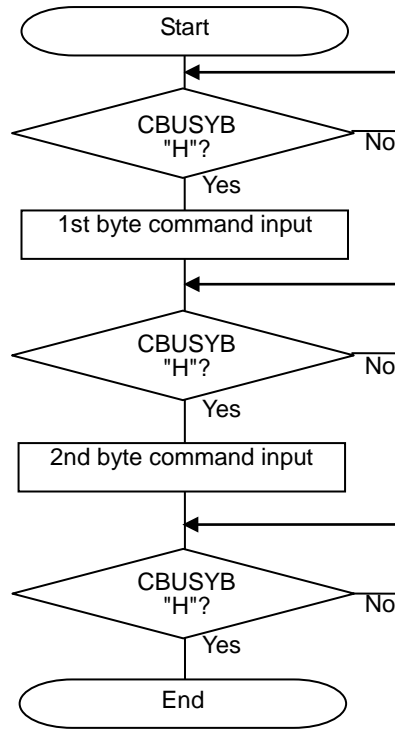 Start
CBUSYB
"H"?
No
Yes
1st byte command input
CBUSYB
"H"?
No
Yes
2nd byte command input
CBUSYB
"H"?
No
Yes
End